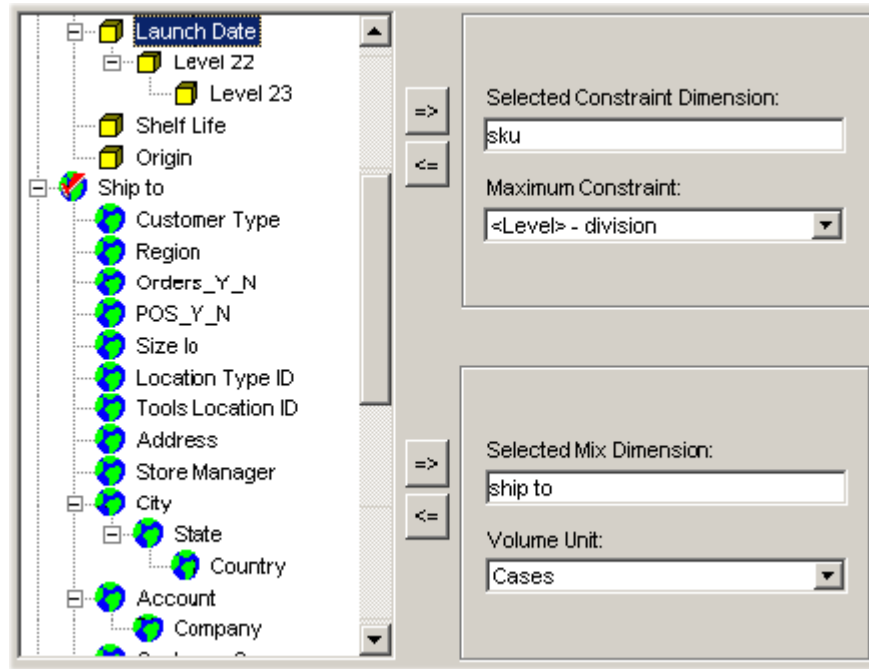 Launch Date
Level 22
Level 23
Shelf Life
Origin
Ship to
Customer Type
Region
Orders_Y_N
POS_Y_N
Size lo
Location Type ID
Tools Location ID
Address
Store Manager
City
State
Country
Account
Company
=>
<=
Selected Constraint Dimension:
sku
Maximum Constraint:
<Level> - division
=>
<=
Selected Mix Dimension:
ship to
Volume Unit:
Cases